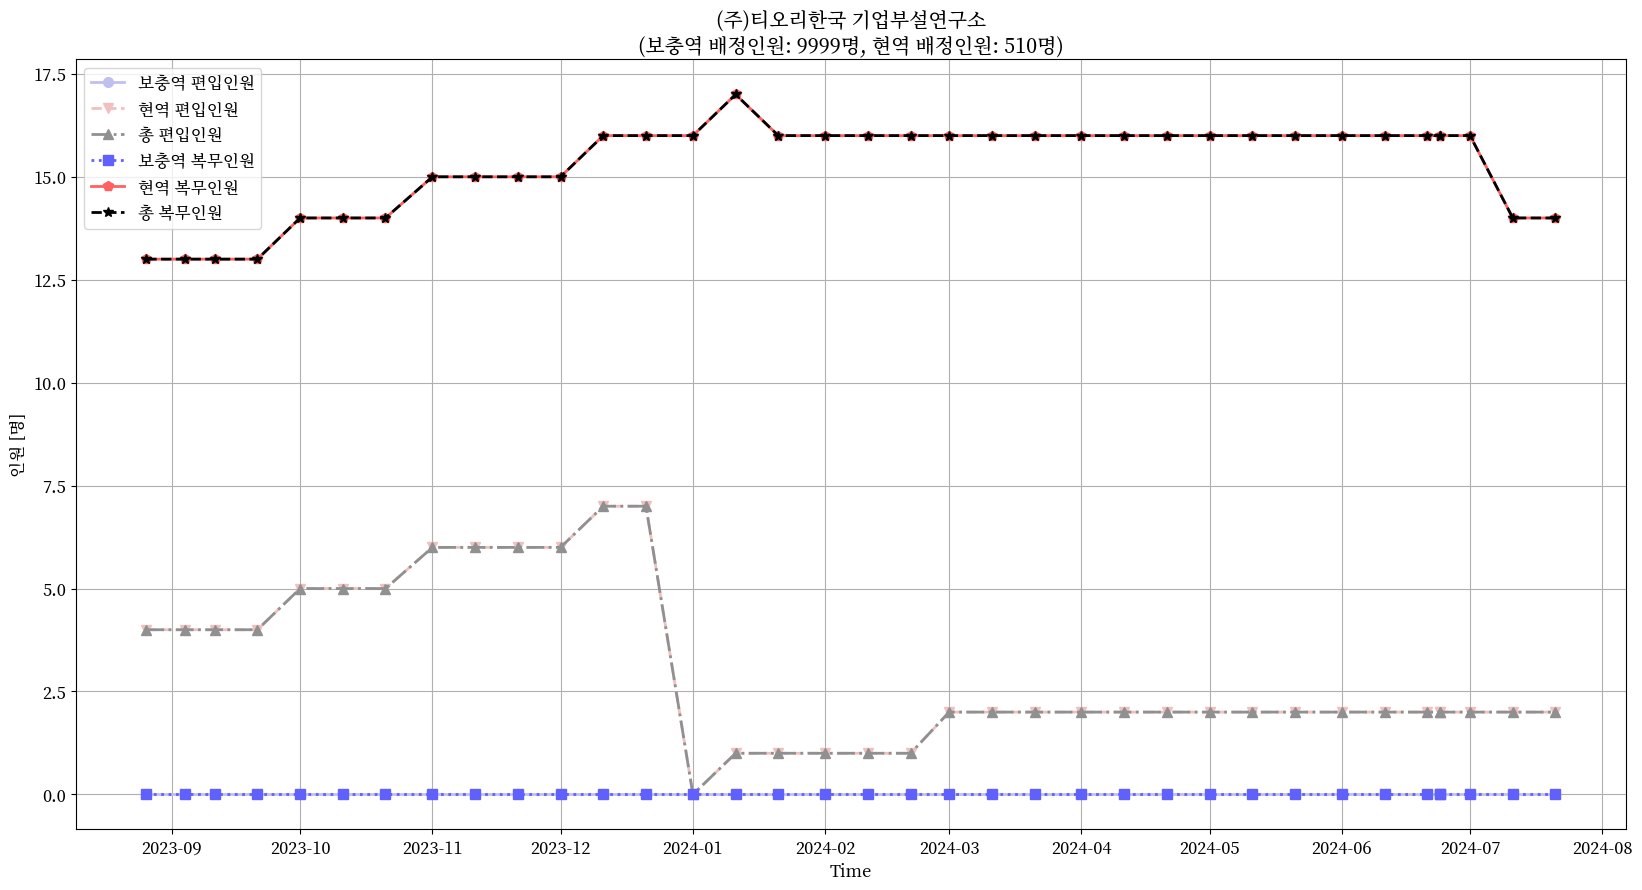 (주)티오리한국 기업부설연구소
(보충역 배정인원: 9999명, 현역 배정인원: 510명)
보충역 편입인원
현역 편입인원
총 편입인원
보충역 복무인원
현역 복무인원
총 복무인원
17.5
15.0
12.5
10.0
7.5
5.0
2.5
0.0
인원 [명]
2023-09 2023-10 2023-11 2023-12 2024-01 2024-02 2024-03 2024-04 2024-05 2024-06 2024-07 2024-08
Time